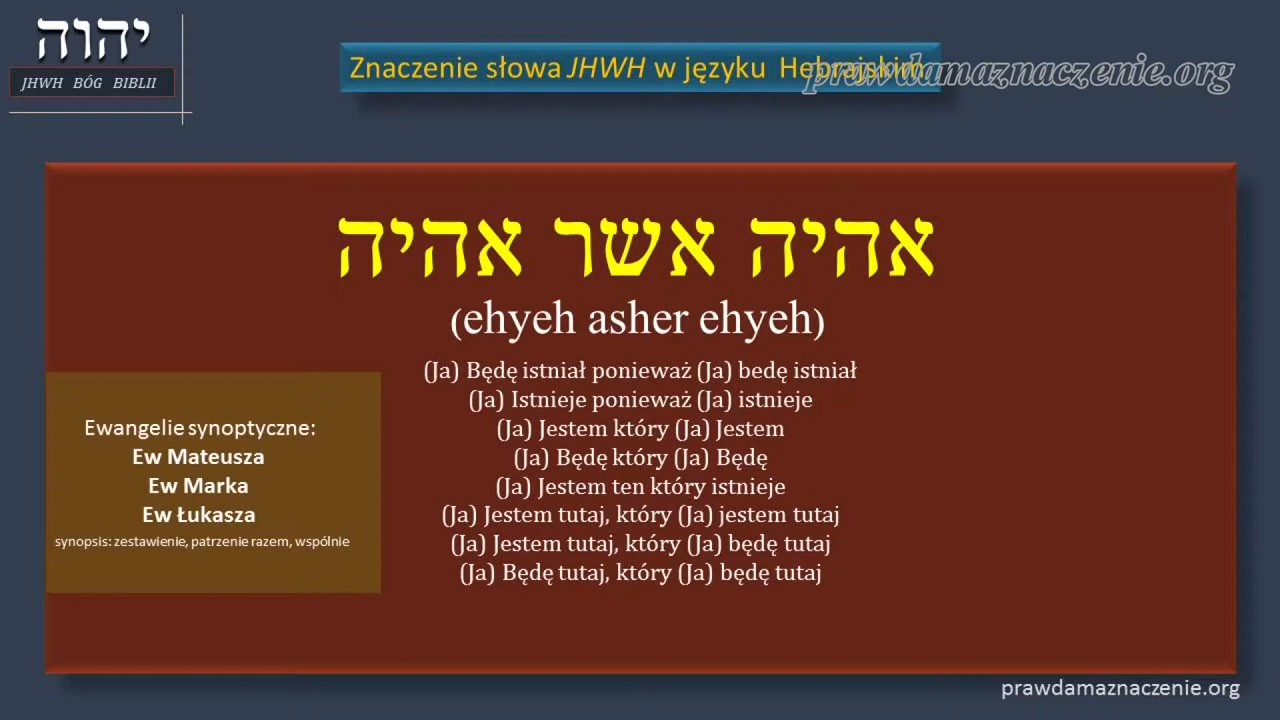 יהוה
JHWH BÓG BIBLII
Znaczenie słowa JHWH w języku Hebrajskim
prawdamaznaczenie.org
אהיה אשר אהיה
(ehyeh asher ehyeh)
(Ja) Będę istniał ponieważ (Ja) bedę istniał
(Ja) Istnieje ponieważ (Ja) istnieje
(Ja) Jestem który (Ja) Jestem
(Ja) Będę który (Ja) Będę
(Ja) Jestem ten który istnieje
(Ja) Jestem tutaj, który (Ja) jestem tutaj
(Ja) Jestem tutaj, który (Ja) będę tutaj
(Ja) Będę tutaj, który (Ja) będę tutaj
Ewangelie synoptyczne:
Ew Mateusza
Ew Marka
Ew Łukasza
synopsis: zestawienie, patrzenie razem, wspólnie
prawdamaznaczenie.org